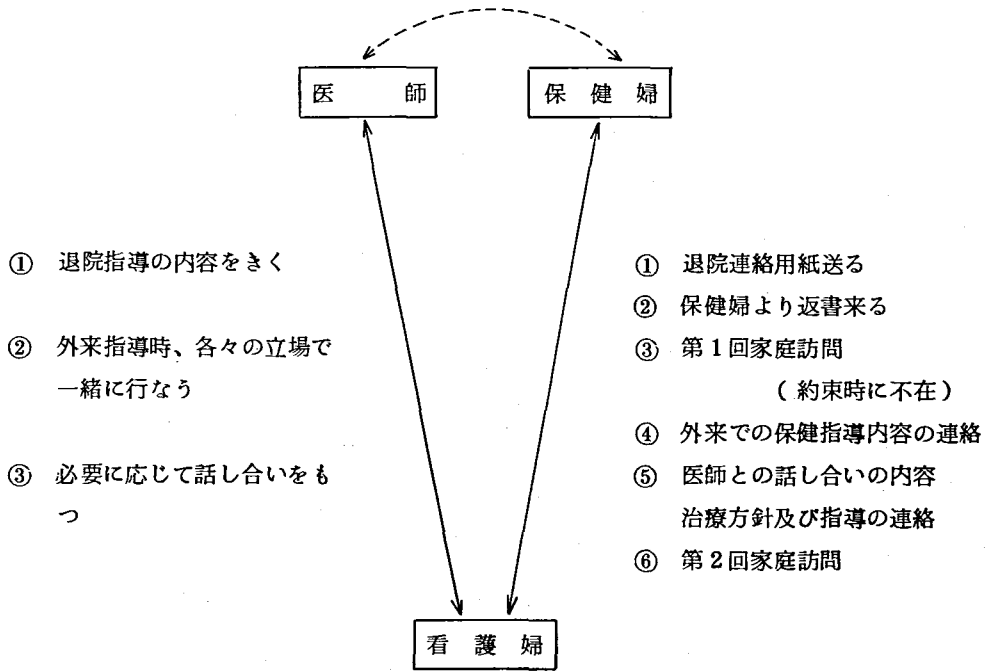 医師
保健婦
① 退院指導の内容をきく
② 外来指導時、各々の立場で
一緒に行なう
③ 必要に応じて話し合いをも
つ
① 退院連絡用紙送る
② 保健婦より返書来る
③ 第1回家庭訪問
(約束時に不在)
④ 外来での保健指導内容の連絡
⑤ 医師との話し合いの内容
治療方針及び指導の連絡
⑥ 第2回家庭訪問
看護婦